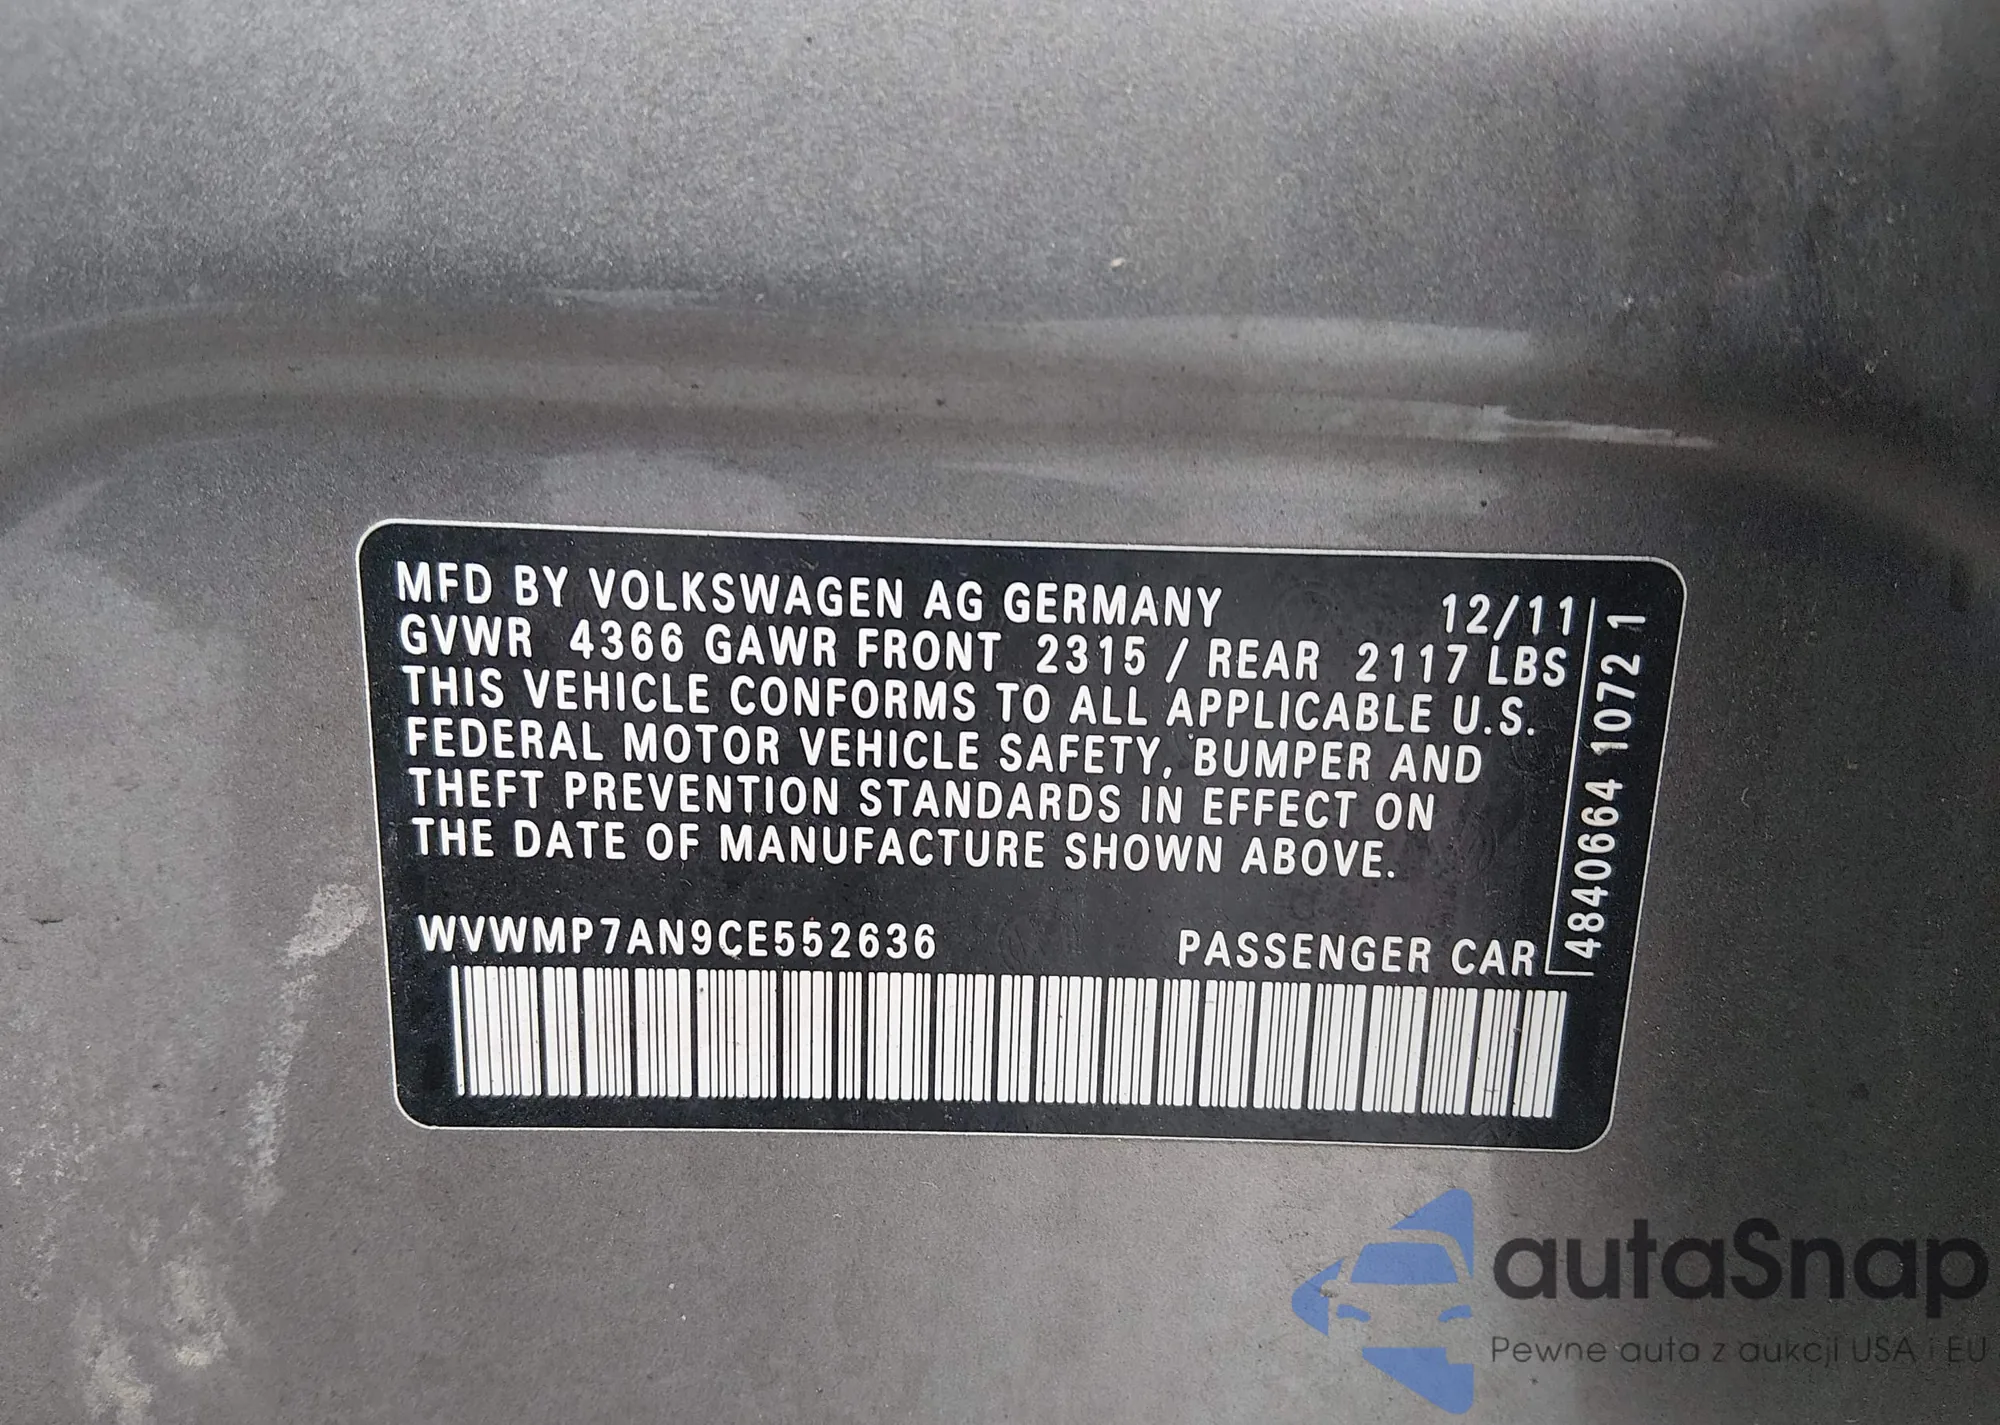 MFD BY VOLKSWAGEN AG GERMANY 12/11
GVWR 4366 GAWR FRONT 2315 / REAR 2117 LBS
THIS VEHICLE CONFORMS TO ALL APPLICABLE U.S.
FEDERAL MOTOR VEHICLE SAFETY, BUMPER AND
THEFT PREVENTION STANDARDS IN EFFECT ON
THE DATE OF MANUFACTURE SHOWN ABOVE.
WVWMP7AN9CE552636 PASSENGER CAR
4840664 1072 1
autaSnap
Pewne auta z aukcji USA i EU